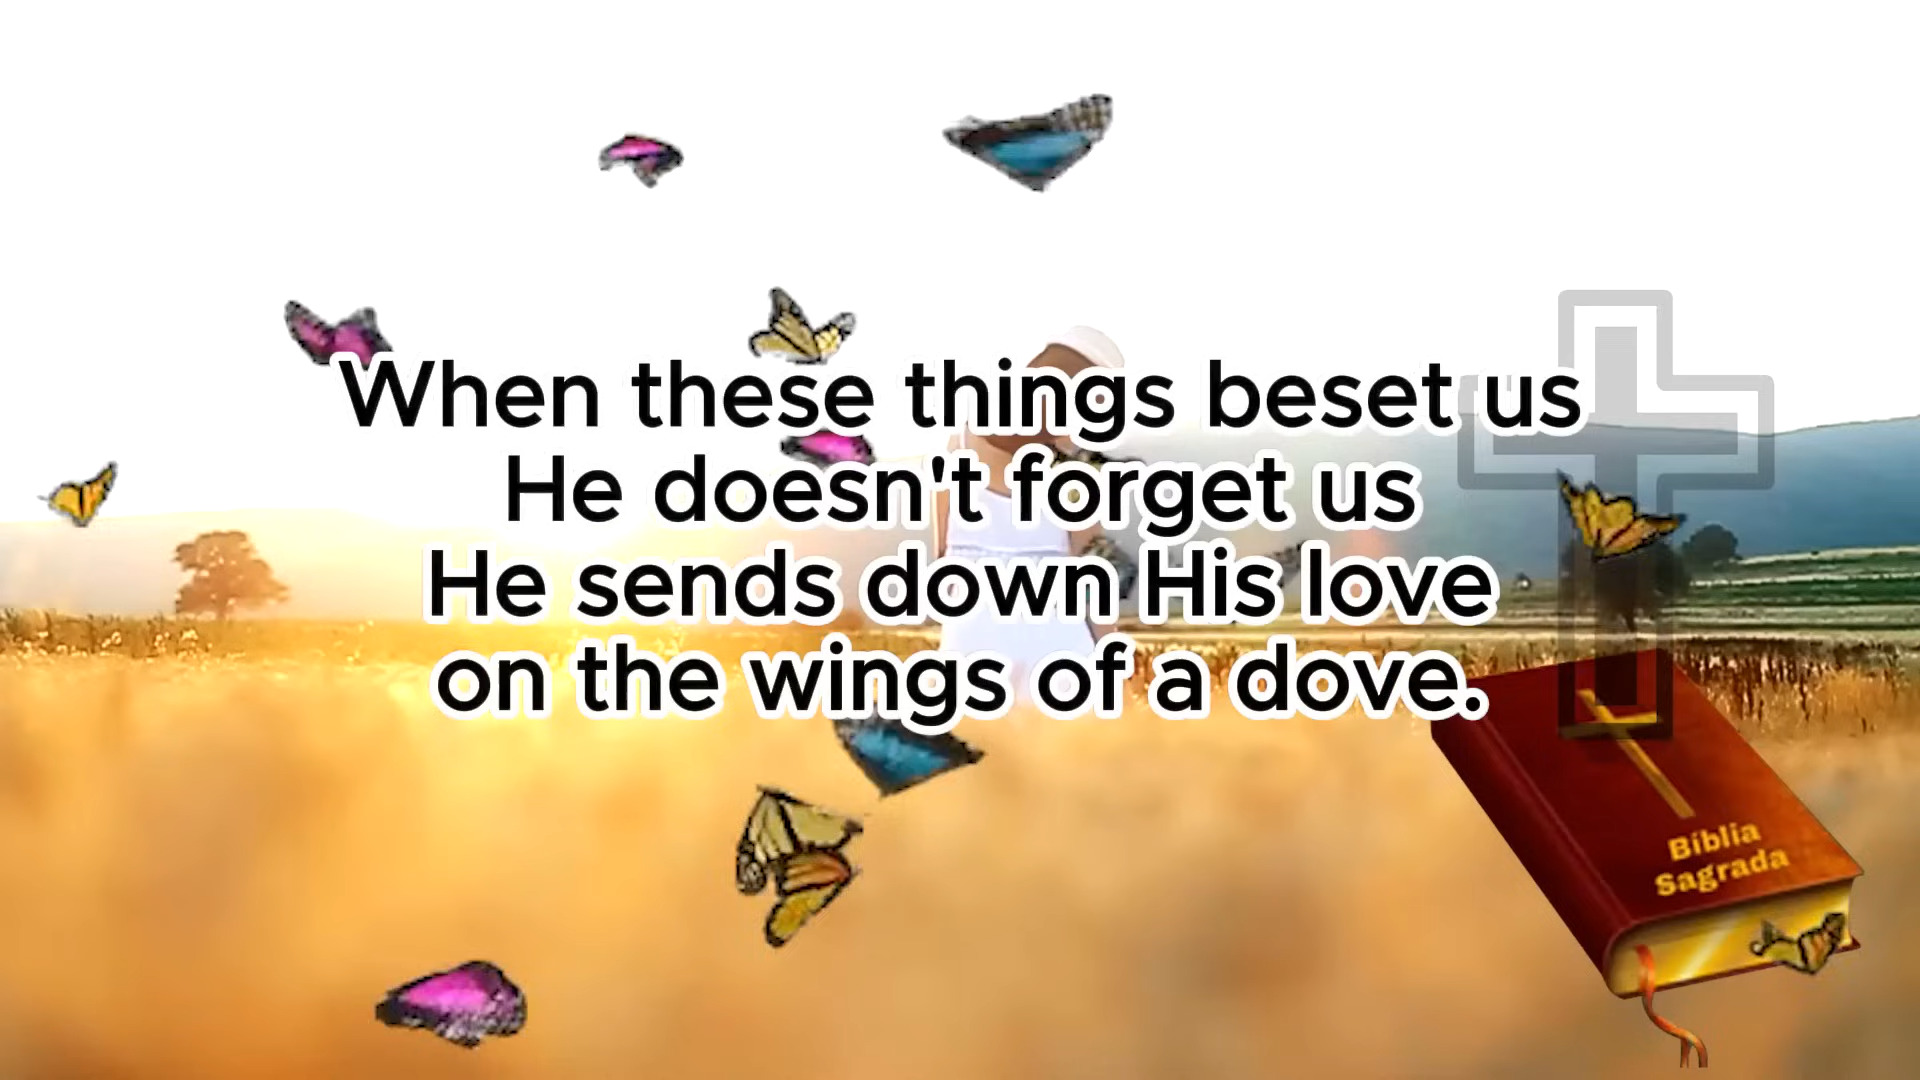 When these things beset us
He doesn't forget us
He sends down His love
on the wings of a dove.
Bíblia
Sagrada